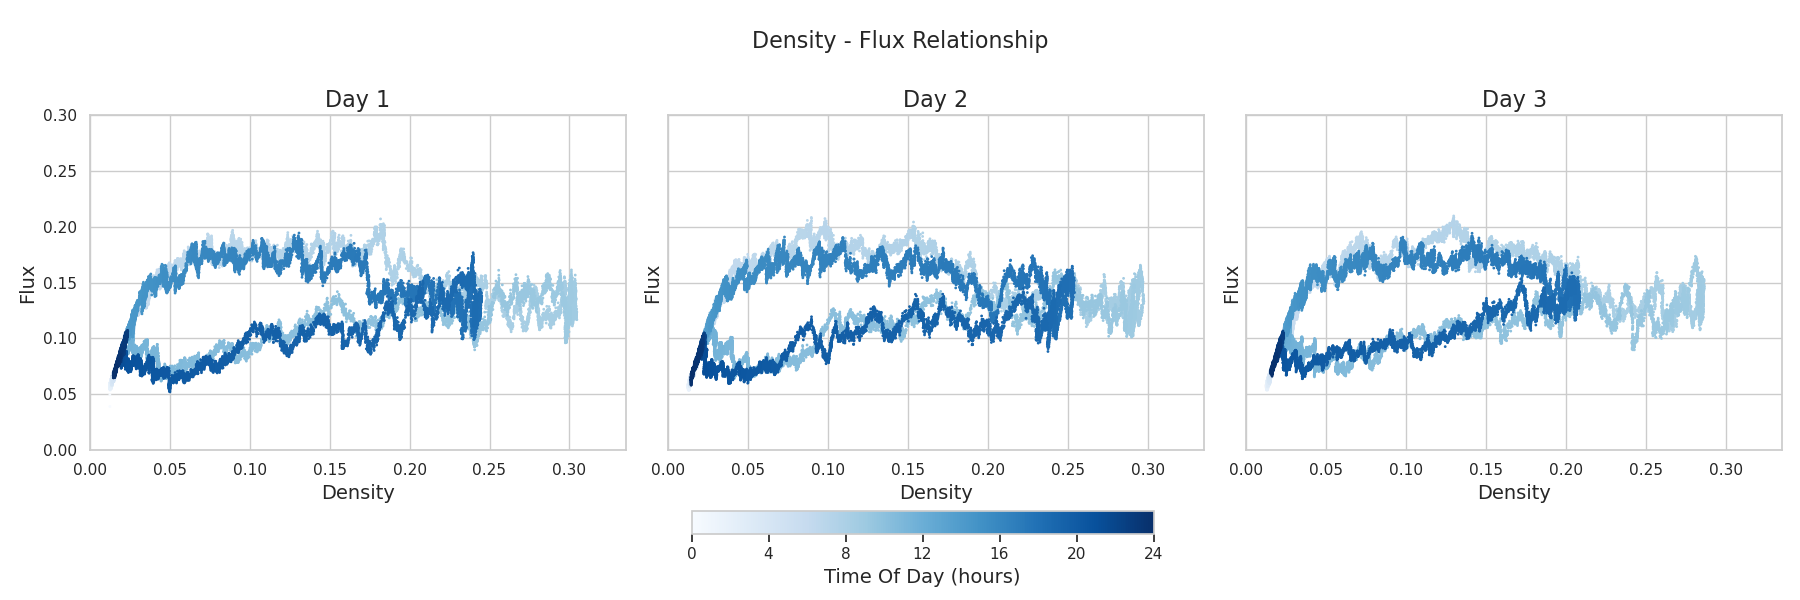 Density - Flux Relationship
Day 1
Day 2
Day 3
0.30
0.25
0.20
0.15
0.10
0.05
0.00
Flux
Flux
Flux
0.00 0.05 0.10 0.15 0.20 0.25 0.30
0.00 0.05 0.10 0.15 0.20 0.25 0.30
0.00 0.05 0.10 0.15 0.20 0.25 0.30
Density
Density
Density
0 4 8 12 16 20 24
Time Of Day (hours)